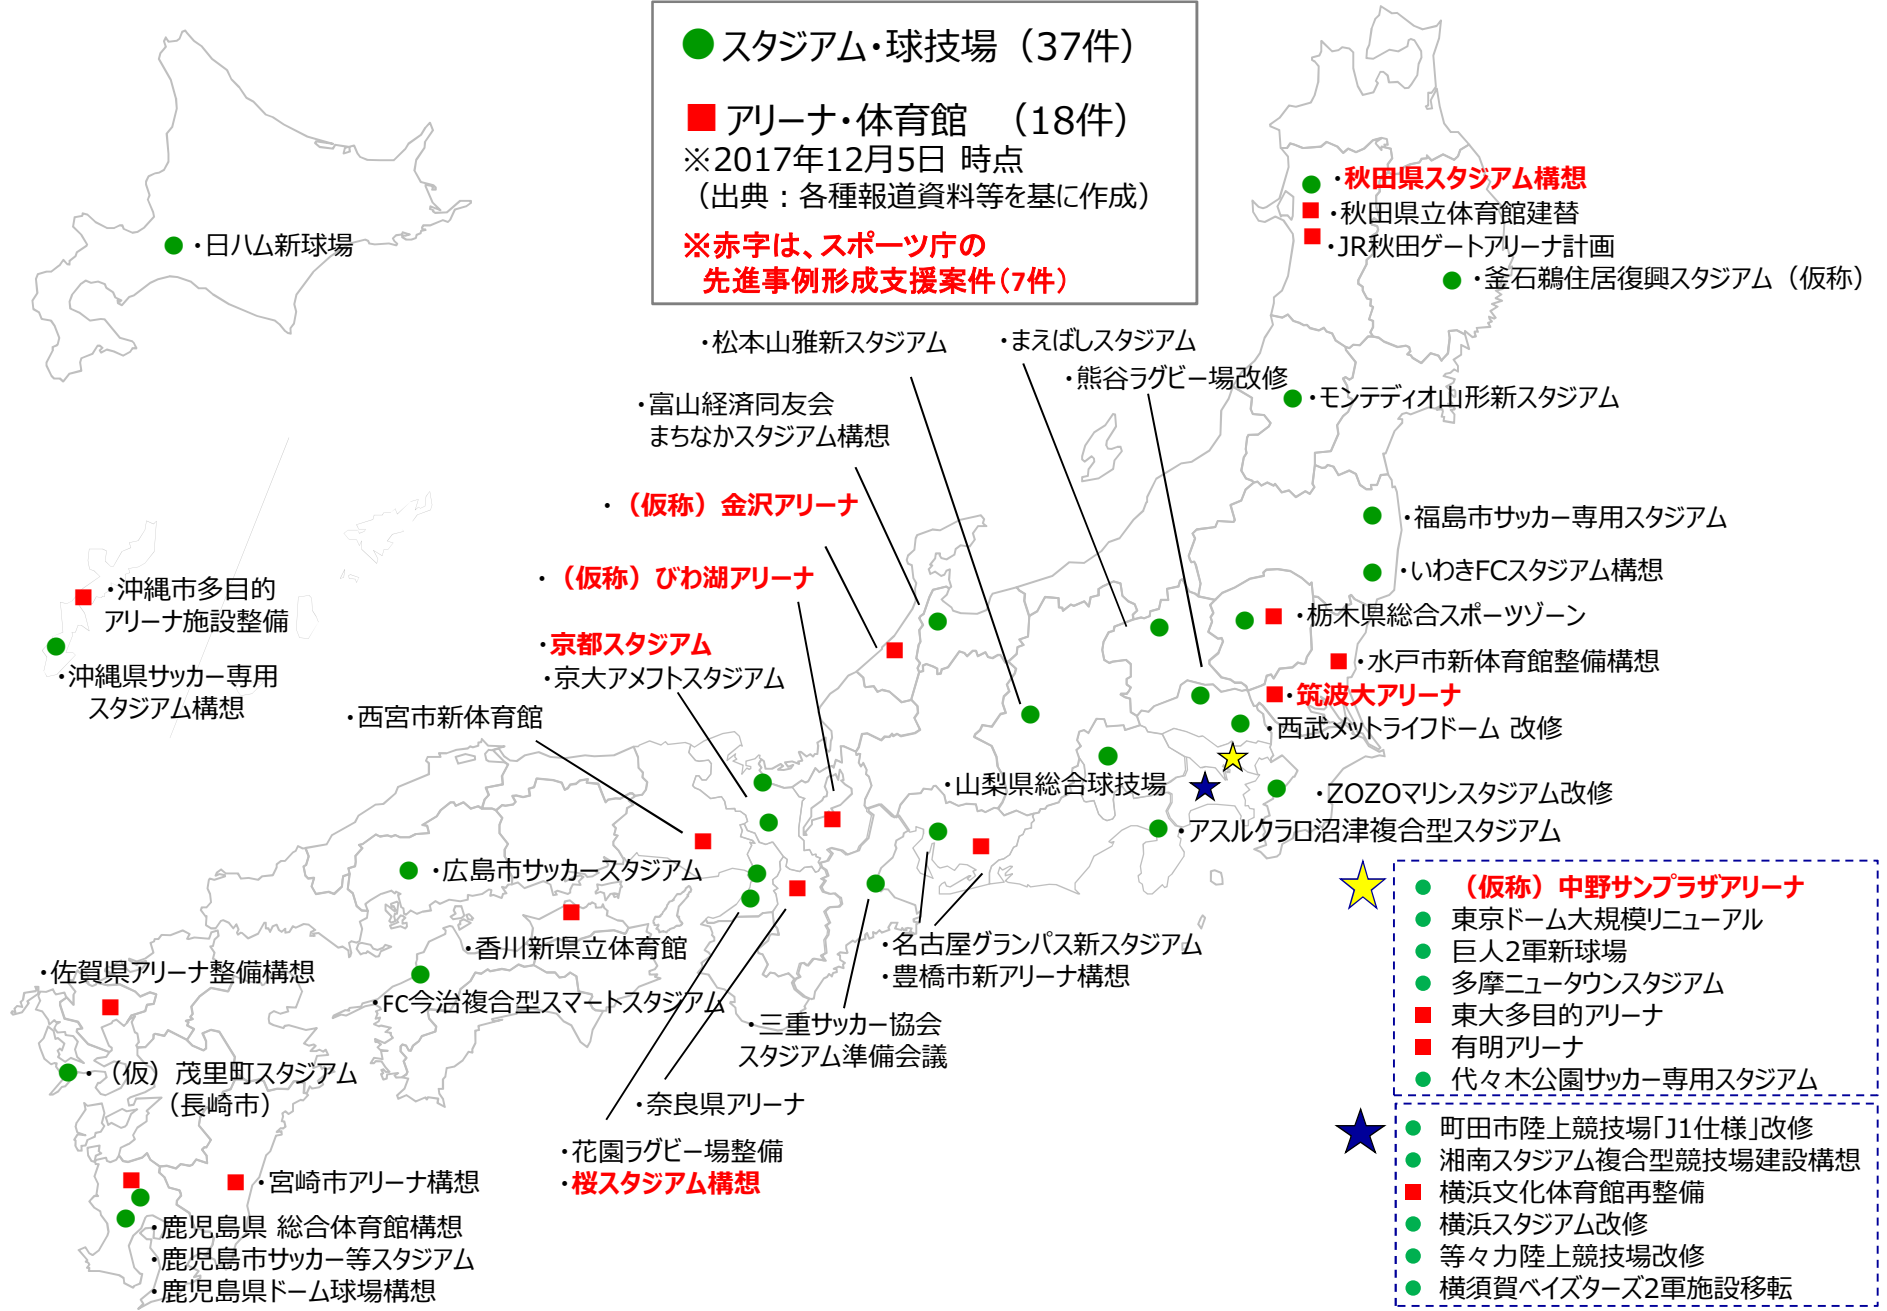 スタジアム・球技場（37件）
アリーナ・体育館　（18件）
※2017年12月5日 時点
（出典：各種報道資料等を基に作成）
※赤字は、スポーツ庁の
先進事例形成支援案件(7件)
・日ハム新球場
・秋田県スタジアム構想
・秋田県立体育館建替
・JR秋田ゲートアリーナ計画
・釜石鵜住居復興スタジアム（仮称）
・松本山雅新スタジアム
・まえばしスタジアム
・熊谷ラグビー場改修
・モンテディオ山形新スタジアム
・富山経済同友会
まちなかスタジアム構想
・（仮称）金沢アリーナ
・福島市サッカー専用スタジアム
・いわきFCスタジアム構想
・（仮称）びわ湖アリーナ
・沖縄市多目的
アリーナ施設整備
・沖縄県サッカー専用
スタジアム構想
・京都スタジアム
・京大アメフトスタジアム
・西宮市新体育館
・栃木県総合スポーツゾーン
・水戸市新体育館整備構想
・筑波大アリーナ
・西武メットライフドーム 改修
・山梨県総合球技場
・ZOZOマリンスタジアム改修
・アスルクラロ沼津複合型スタジアム
・広島市サッカースタジアム
・香川新県立体育館
・FC今治複合型スマートスタジアム
・名古屋グランパス新スタジアム
・豊橋市新アリーナ構想
・三重サッカー協会
スタジアム準備会議
・奈良県アリーナ
・花園ラグビー場整備
・桜スタジアム構想
・佐賀県アリーナ整備構想
・（仮）茂里町スタジアム
（長崎市）
・宮崎市アリーナ構想
・鹿児島県 総合体育館構想
・鹿児島市サッカー等スタジアム
・鹿児島県ドーム球場構想
（仮称）中野サンプラザアリーナ
東京ドーム大規模リニューアル
巨人2軍新球場
多摩ニュータウンスタジアム
東大多目的アリーナ
有明アリーナ
代々木公園サッカー専用スタジアム
町田市陸上競技場「J1仕様」改修
湘南スタジアム複合型競技場建設構想
横浜文化体育館再整備
横浜スタジアム改修
等々力陸上競技場改修
横須賀ベイズターズ2軍施設移転